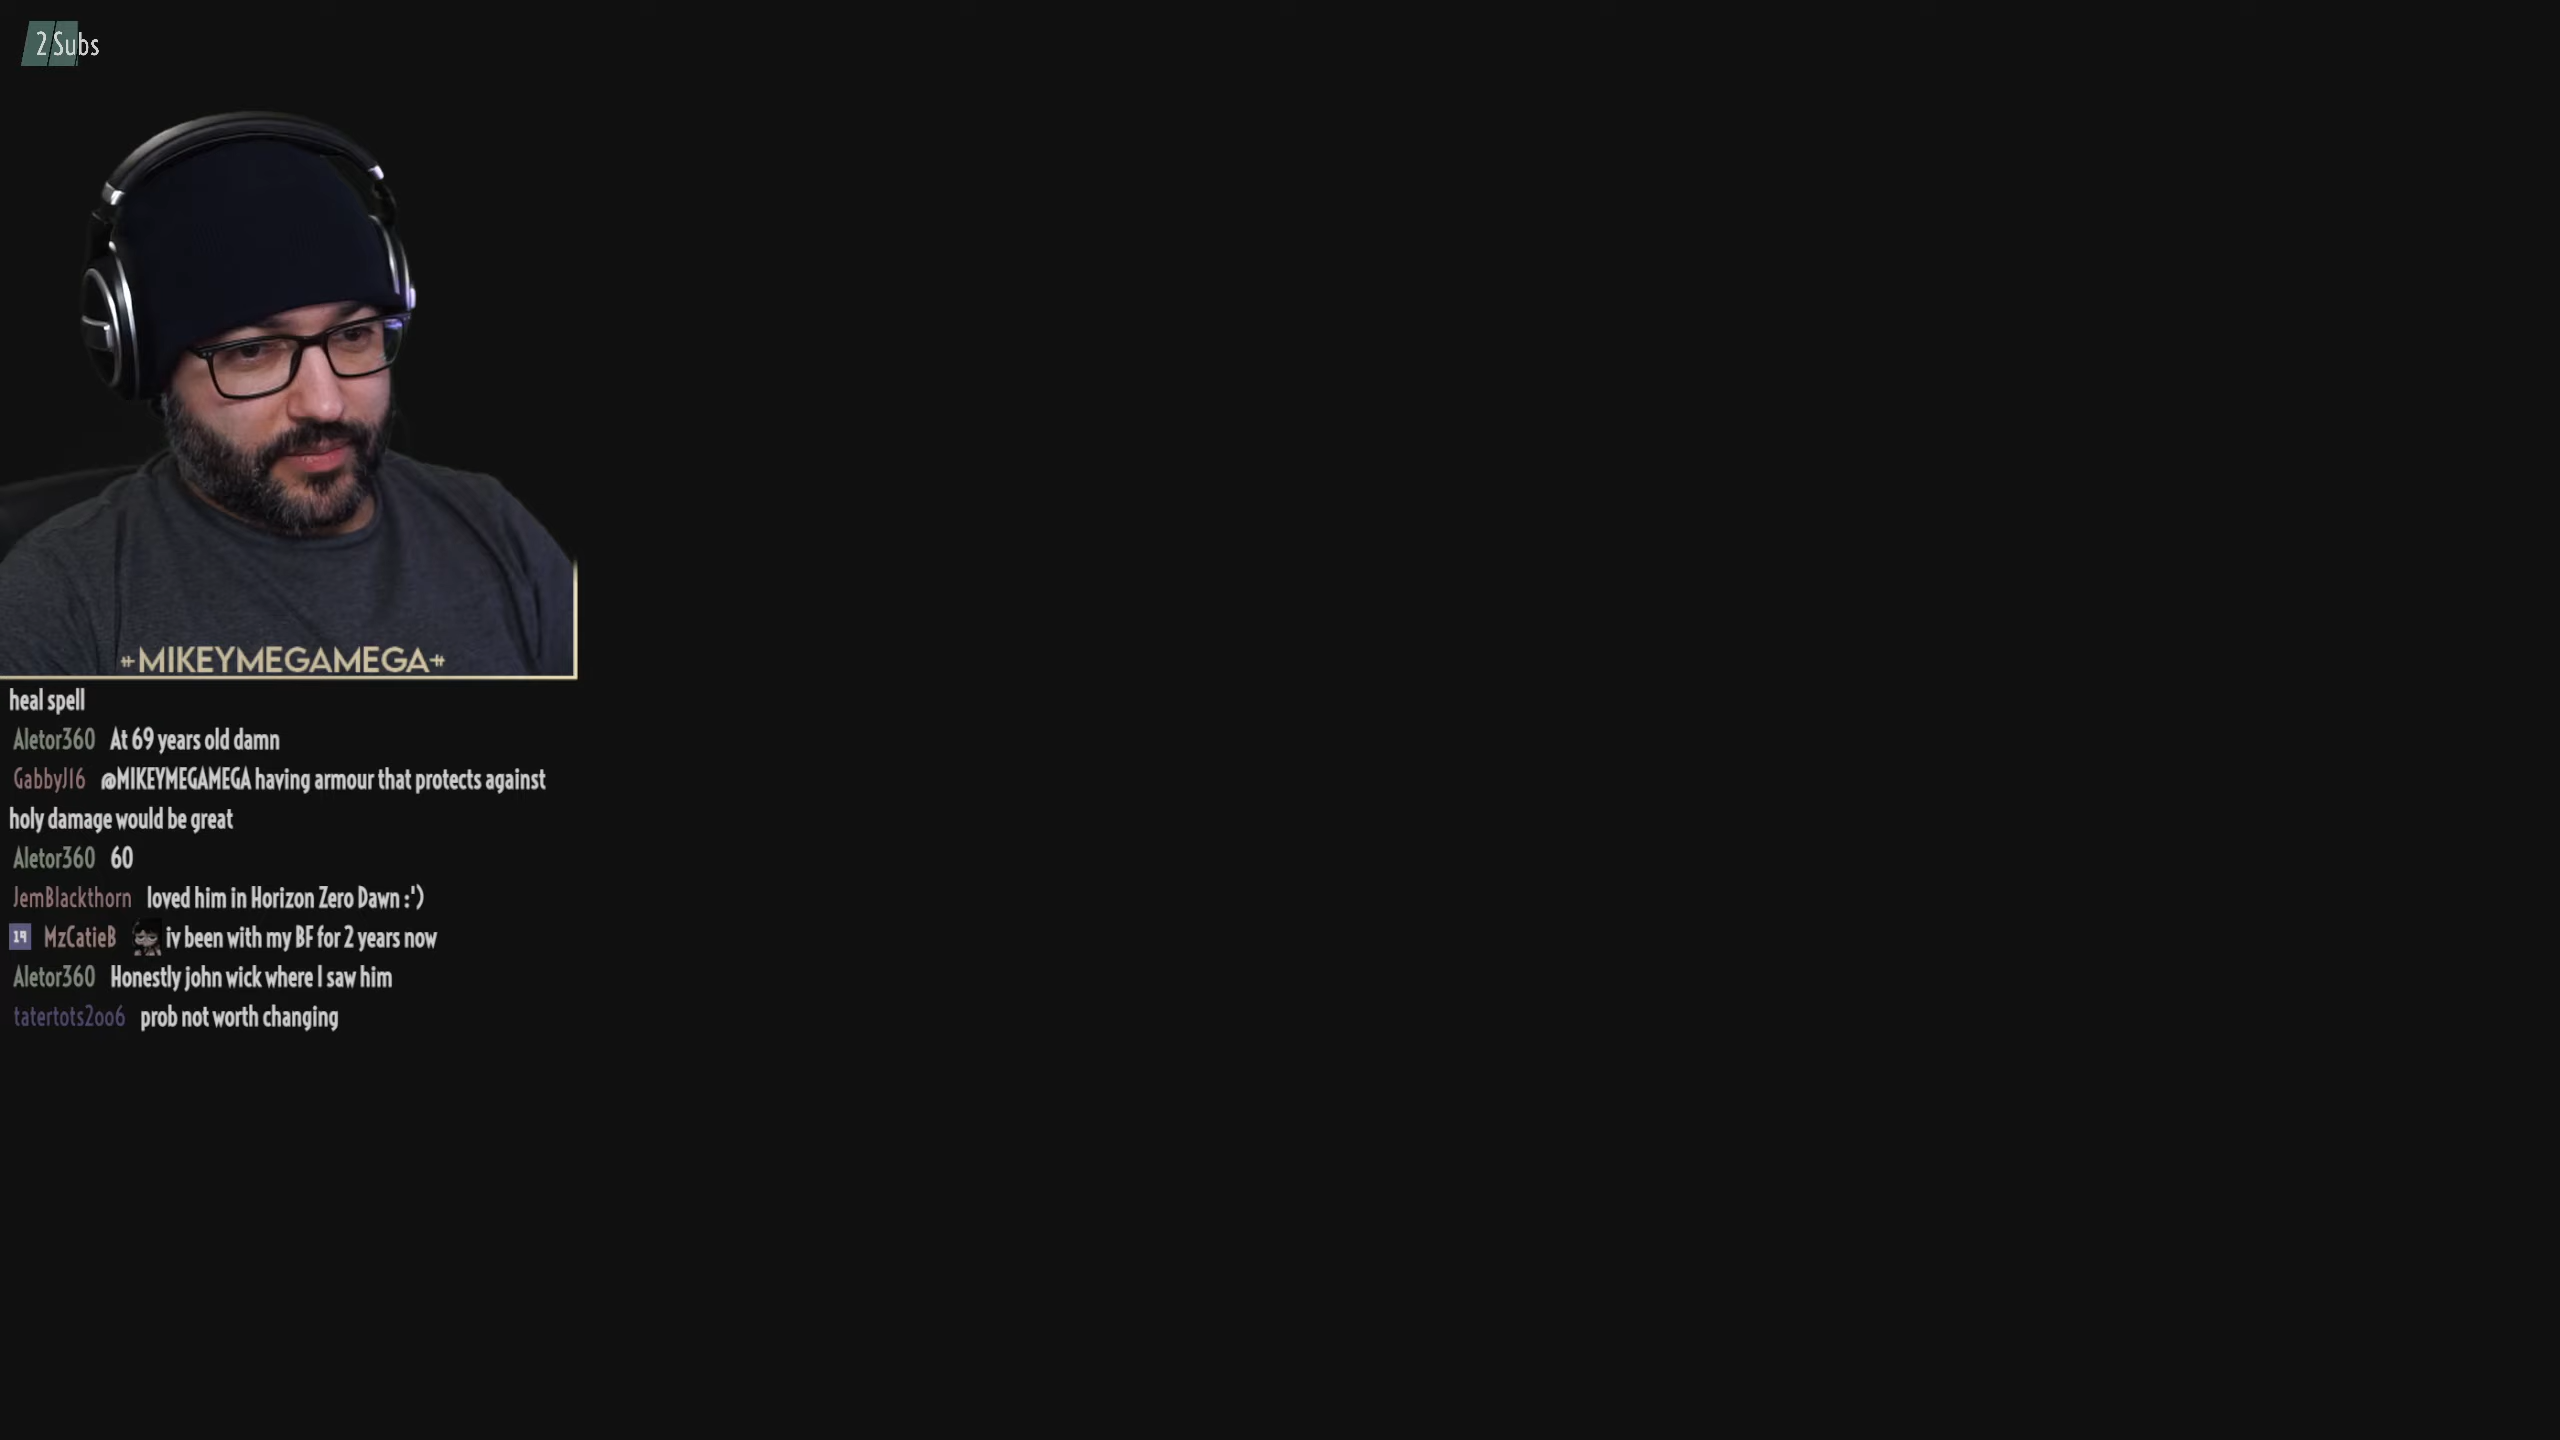 2 Subs
MIKEYMEGAMEGA
heal spell
Aletor360 At 69 years old damn
GabbyJ16 @MIKEYMEGAMEGA having armour that protects against
holy damage would be great
Aletor360 60
JemBlackthorn loved him in Horizon Zero Dawn :')
19 MzCatieB iv been with my BF for 2 years now
Aletor360 Honestly john wick where I saw him
tatertots2oo6 prob not worth changing